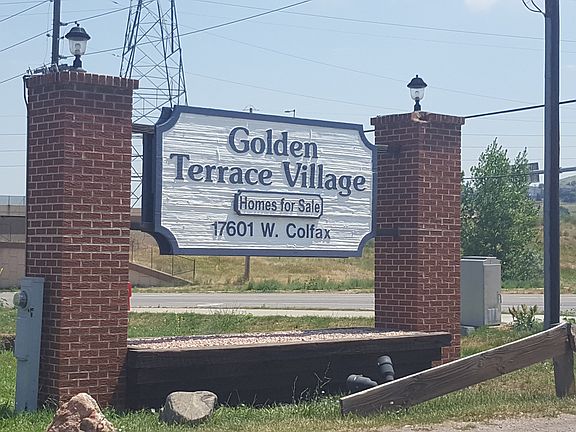 Golden
Terrace Village
Homes for Sale
17601 W. Colfax